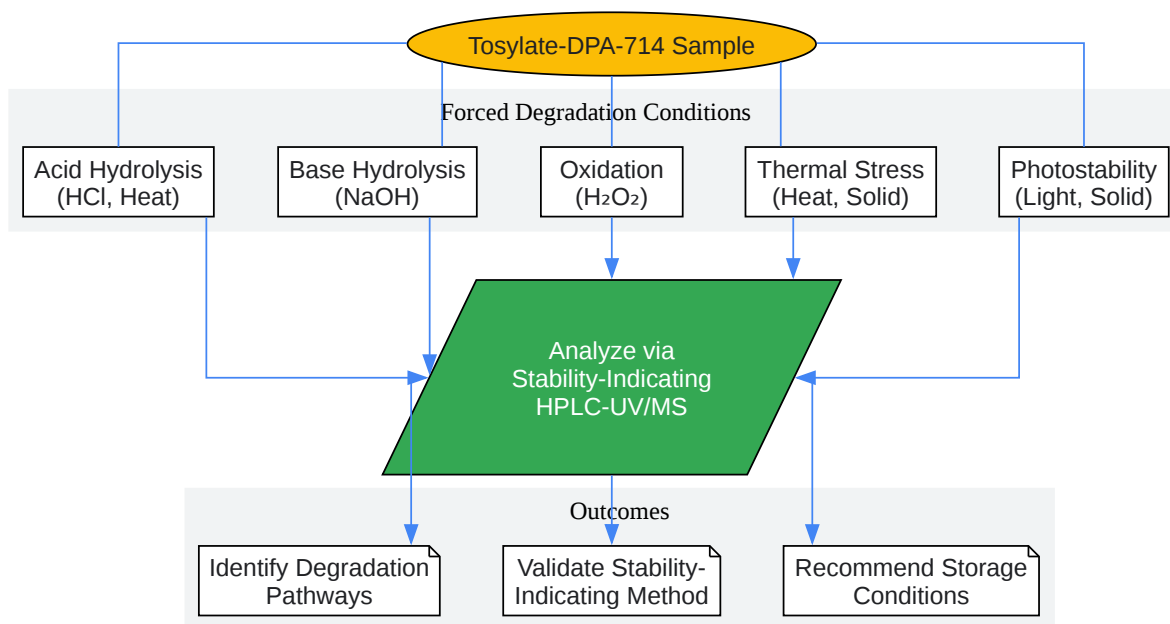 Tosylate-DPA-714 Sample
Forced Degradation Conditions
Acid Hydrolysis
(HCl, Heat)
Base Hydrolysis
(NaOH)
Oxidation
(H₂O₂)
Thermal Stress
(Heat, Solid)
Photostability
(Light, Solid)
Analyze via
Stability-Indicating
HPLC-UV/MS
Outcomes
Identify Degradation
Pathways
Validate Stability-
Indicating Method
Recommend Storage
Conditions